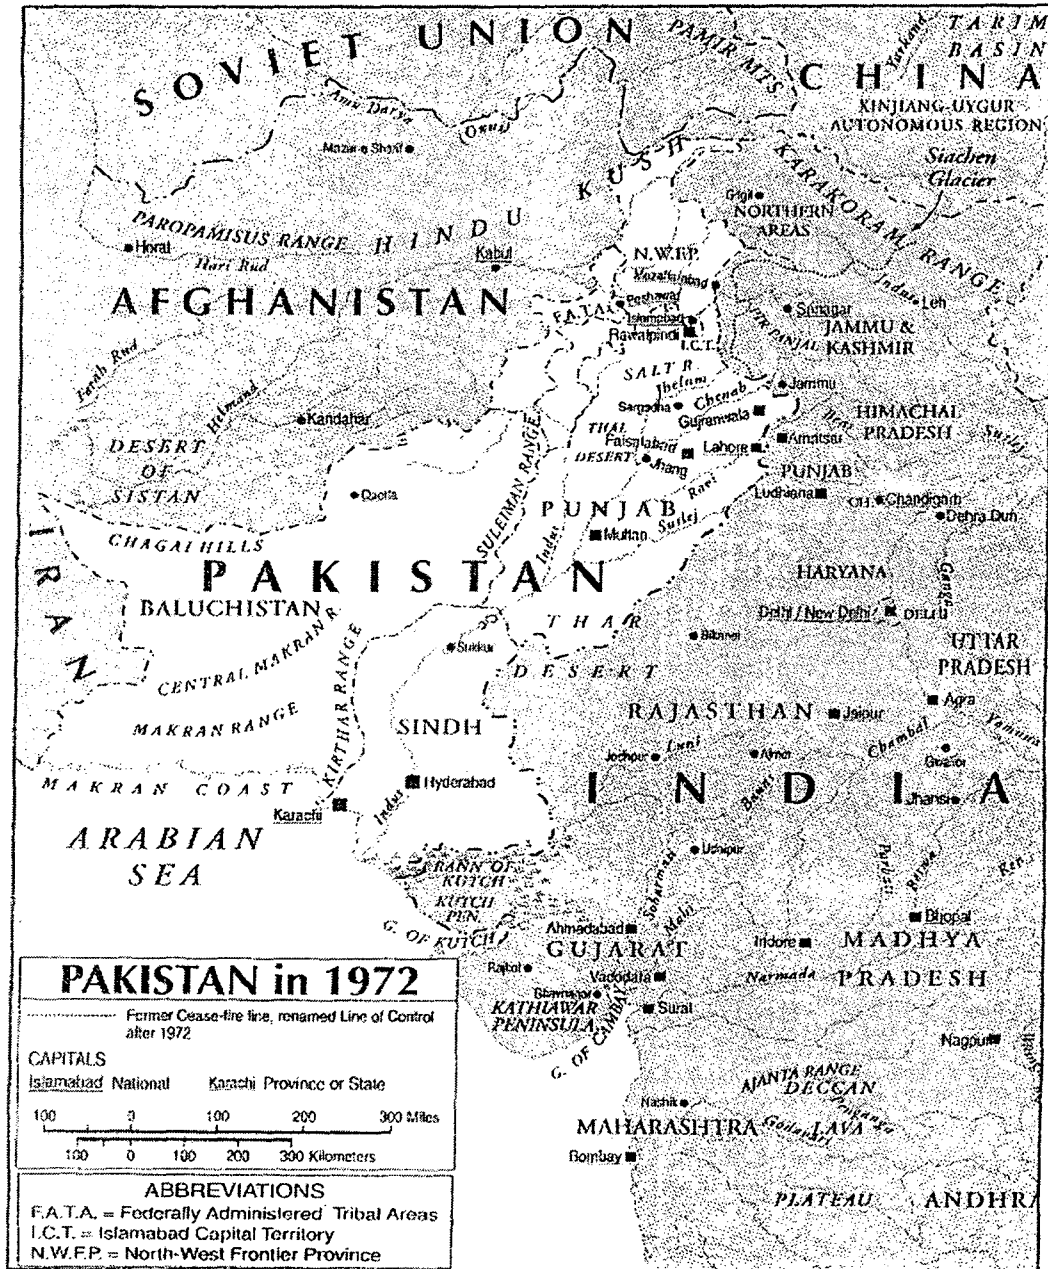 SOVIET UNION
PAMIR MTS
Yarkand
TARIM
BASIN
CHINA
XINJIANG-UYGUR
AUTONOMOUS REGION
Siachen
Glacier
Amu Darya
Oxus
Mazar-e Sharif
HINDU KUSH
KARAKORAM RANGE
Gilgit
NORTHERN
AREAS
PAROPAMISUS RANGE
Herat
Hari Rud
Kabul
N.W.F.P.
Muzaffarabad
Peshawar
F.A.T.A.
Islamabad
Rawalpindi
I.C.T.
AFGHANISTAN
Indus
Leh
Srinagar
PIR PANJAL
JAMMU &
KASHMIR
SALT R.
Jhelum
Chenab
Jammu
Farah Rud
Helmand
Kandahar
Sargodha
Gujranwala
HIMACHAL
PRADESH
Sutlej
THAL
DESERT
Faisalabad
Lahore
Amritsar
Jhang
Ravi
PUNJAB
Ludhiana
CH.
Chandigarh
Dehra Dun
DESERT
OF
SISTAN
Quetta
SULEIMAN RANGE
PUNJAB
Sutlej
Multan
Indus
IRAN
CHAGAI HILLS
PAKISTAN
HARYANA
Ganga
BALUCHISTAN
Delhi / New Delhi
DELHI
THAR
DESERT
Bikaner
UTTAR
PRADESH
Sukkur
CENTRAL MAKRAN R.
KIRTHAR RANGE
MAKRAN RANGE
SINDH
RAJASTHAN
Jaipur
Agra
Chambal
Yamuna
Jodhpur
Luni
Ajmer
Gwalior
MAKRAN COAST
Hyderabad
INDIA
Banas
Jhansi
Karachi
Indus
ARABIAN
SEA
Udaipur
Parbati
Betwa
Ken
RANN OF
KUTCH
KUTCH
PEN.
G. OF KUTCH
Mahi
Ahmadabad
GUJARAT
Indore
Bhopal
MADHYA
PRADESH
Rajkot
Vadodara
Narmada
Bhavnagar
KATHIAWAR
PENINSULA
G. OF CAMBAY
Surat
Nagpur
AJANTA RANGE
DECCAN
Nashik
Penganga
MAHARASHTRA
Godavari
LAVA
Bombay
PLATEAU
ANDHRA
PAKISTAN in 1972
Former Cease-fire line, renamed Line of Control
after 1972
CAPITALS
Islamabad National Karachi Province or State
100 0 100 200 300 Miles
100 0 100 200 300 Kilometers
ABBREVIATIONS
F.A.T.A. = Federally Administered Tribal Areas
I.C.T. = Islamabad Capital Territory
N.W.F.P. = North-West Frontier Province